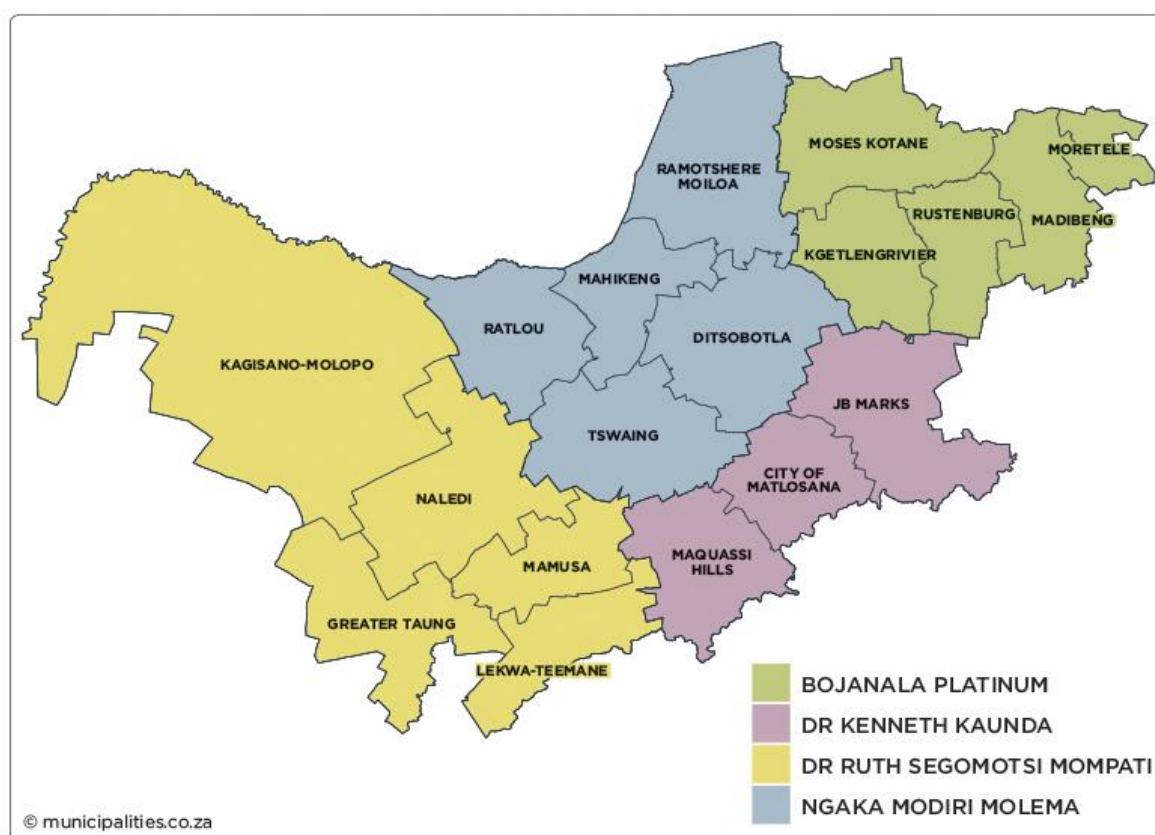 RAMOTSHERE
MOILOA
MOSES KOTANE
MORETELE
RUSTENBURG
MADIBENG
KGETLENGRIVIER
MAHIKENG
RATLOU
DITSOBOTLA
KAGISANO-MOLOPO
JB MARKS
TSWAING
CITY OF
MATLOSANA
NALEDI
MAQUASSI
HILLS
MAMUSA
GREATER TAUNG
LEKWA-TEEMANE
BOJANALA PLATINUM
DR KENNETH KAUNDA
DR RUTH SEGOMOTSI MOMPATI
NGAKA MODIRI MOLEMA
© municipalities.co.za